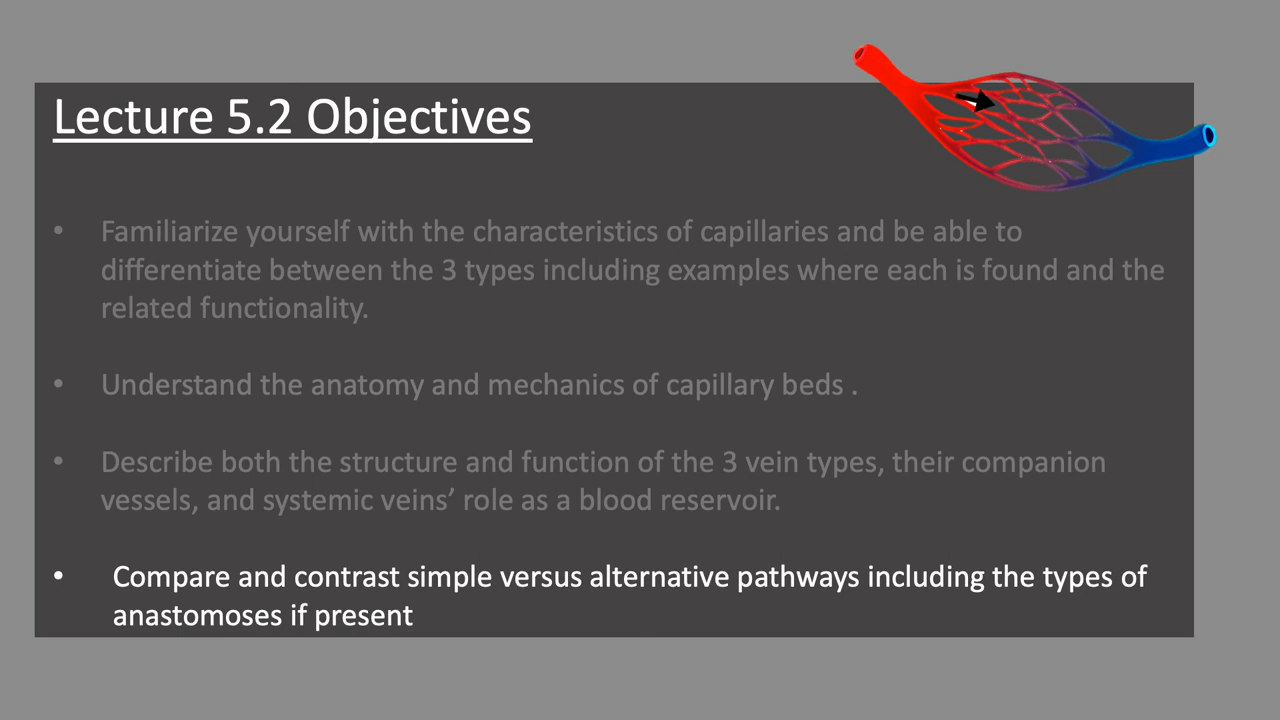 Lecture 5.2 Objectives
• Familiarize yourself with the characteristics of capillaries and be able to
differentiate between the 3 types including examples where each is found and the
related functionality.
• Understand the anatomy and mechanics of capillary beds .
• Describe both the structure and function of the 3 vein types, their companion
vessels, and systemic veins’ role as a blood reservoir.
• Compare and contrast simple versus alternative pathways including the types of
anastomoses if present